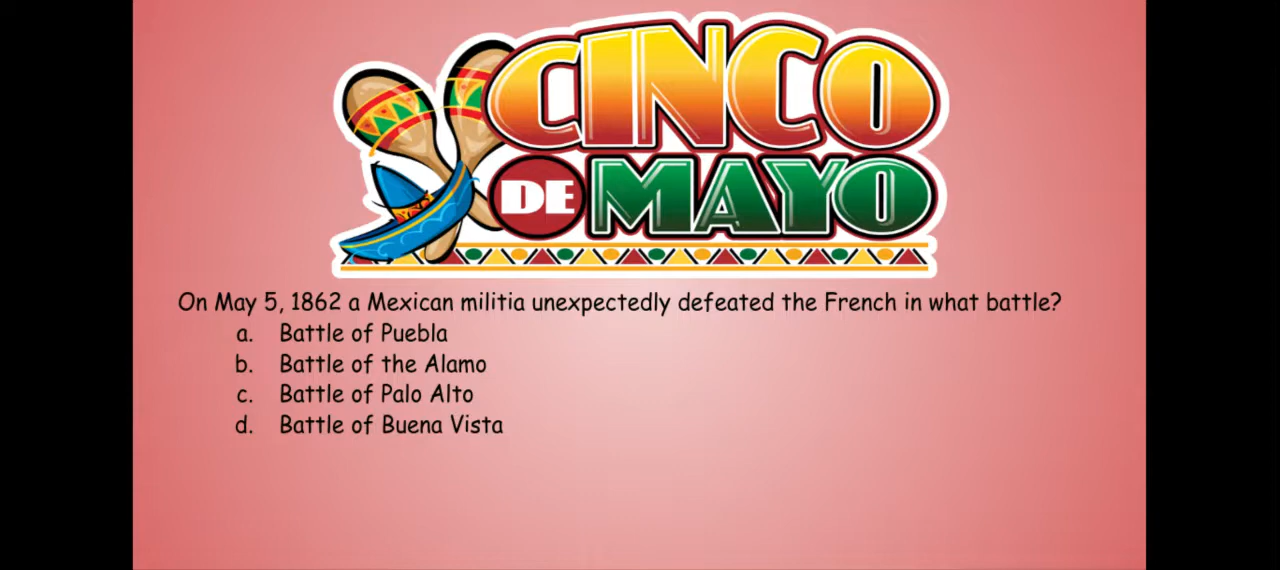 CINCO
DE MAYO
On May 5, 1862 a Mexican militia unexpectedly defeated the French in what battle?
a. Battle of Puebla
b. Battle of the Alamo
c. Battle of Palo Alto
d. Battle of Buena Vista